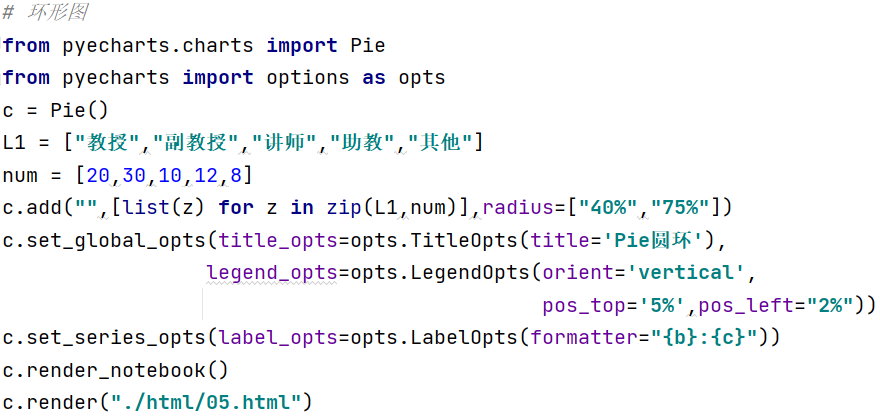 # 环形图
from pyecharts.charts import Pie
from pyecharts import options as opts
c = Pie()
L1 = ["教授","副教授","讲师","助教","其他"]
num = [20,30,10,12,8]
c.add("",[list(z) for z in zip(L1,num)],radius=["40%","75%"])
c.set_global_opts(title_opts=opts.TitleOpts(title='Pie圆环'),
legend_opts=opts.LegendOpts(orient='vertical',
pos_top='5%',pos_left="2%"))
c.set_series_opts(label_opts=opts.LabelOpts(formatter="{b}:{c}"))
c.render_notebook()
c.render("./html/05.html")